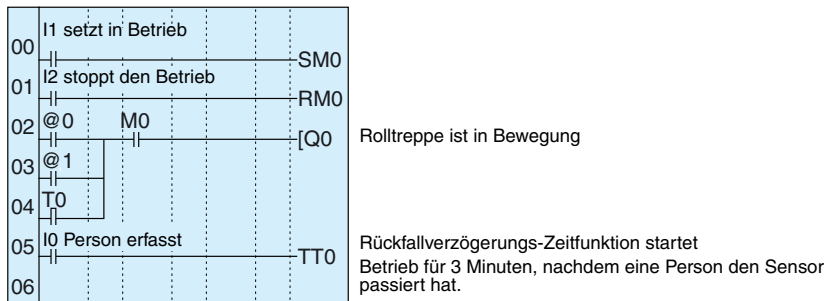 I1 setzt in Betrieb
00
SM0
I2 stoppt den Betrieb
01
RM0
02 @0 M0 [Q0 Rolltreppe ist in Bewegung
03 @1
04 T0
05 I0 Person erfasst TT0 Rückfallverzögerungs-Zeitfunktion startet
Betrieb für 3 Minuten, nachdem eine Person den Sensor
06 passiert hat.